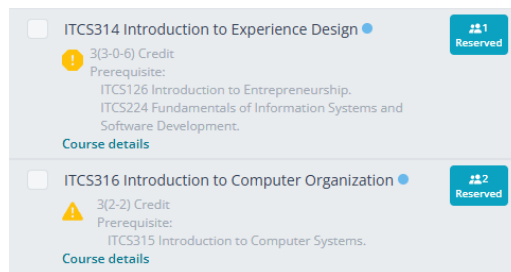 ITCS314 Introduction to Experience Design
1
Reserved
3(3-0-6) Credit
Prerequisite:
ITCS126 Introduction to Entrepreneurship.
ITCS224 Fundamentals of Information Systems and
Software Development.
Course details
ITCS316 Introduction to Computer Organization
2
Reserved
3(2-2) Credit
Prerequisite:
ITCS315 Introduction to Computer Systems.
Course details